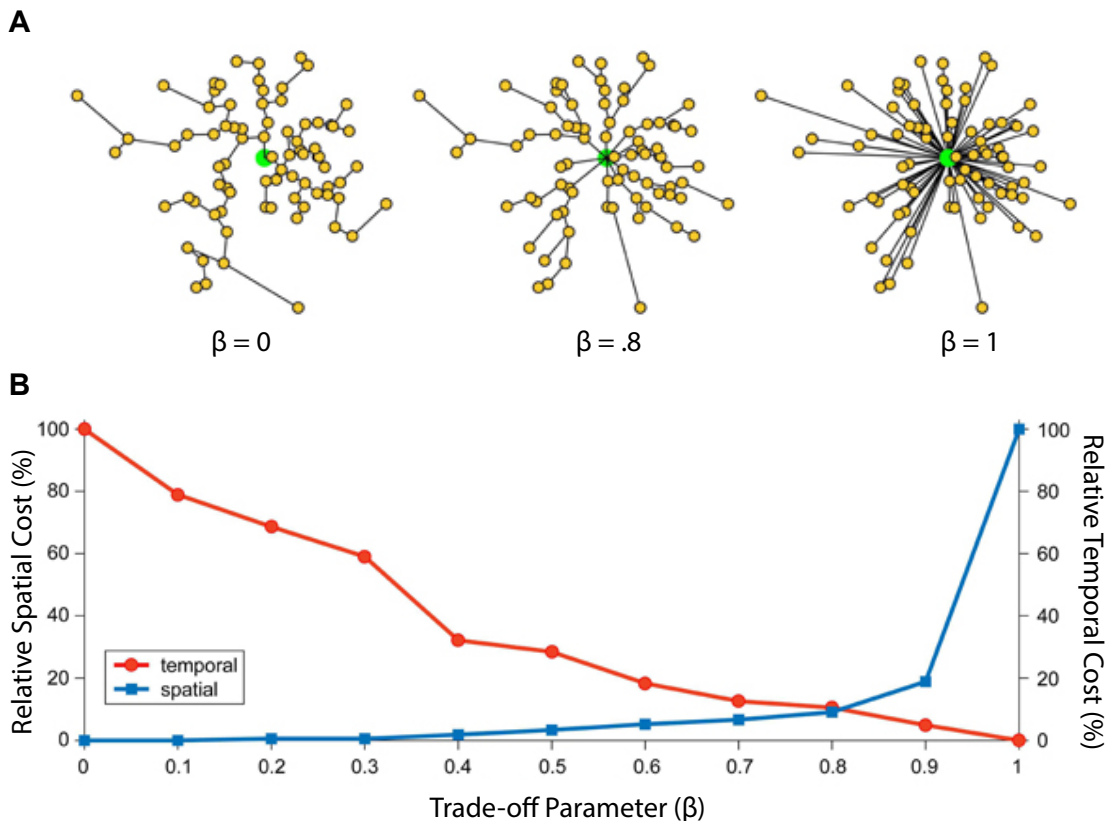 A
β = 0
β = .8
β = 1
B
Relative Spatial Cost (%)
100
80
60
40
20
0
temporal
spatial
100
80
60
40
20
0
Relative Temporal Cost (%)
0 0.1 0.2 0.3 0.4 0.5 0.6 0.7 0.8 0.9 1
Trade-off Parameter (β)